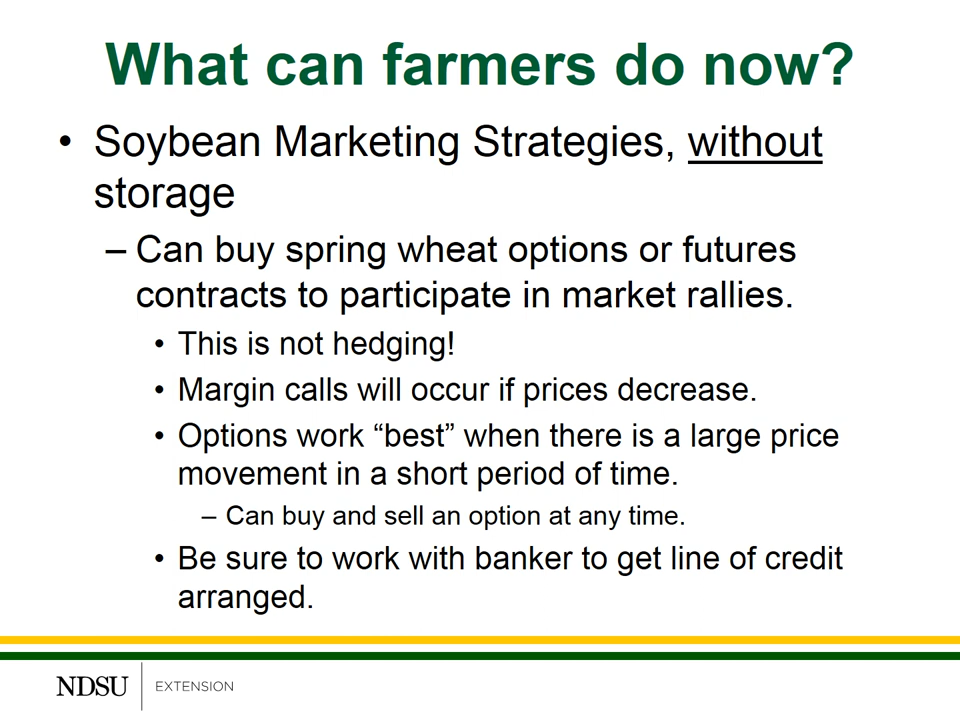 What can farmers do now?
• Soybean Marketing Strategies, without
storage
– Can buy spring wheat options or futures
contracts to participate in market rallies.
• This is not hedging!
• Margin calls will occur if prices decrease.
• Options work “best” when there is a large price
movement in a short period of time.
– Can buy and sell an option at any time.
• Be sure to work with banker to get line of credit
arranged.
NDSU EXTENSION